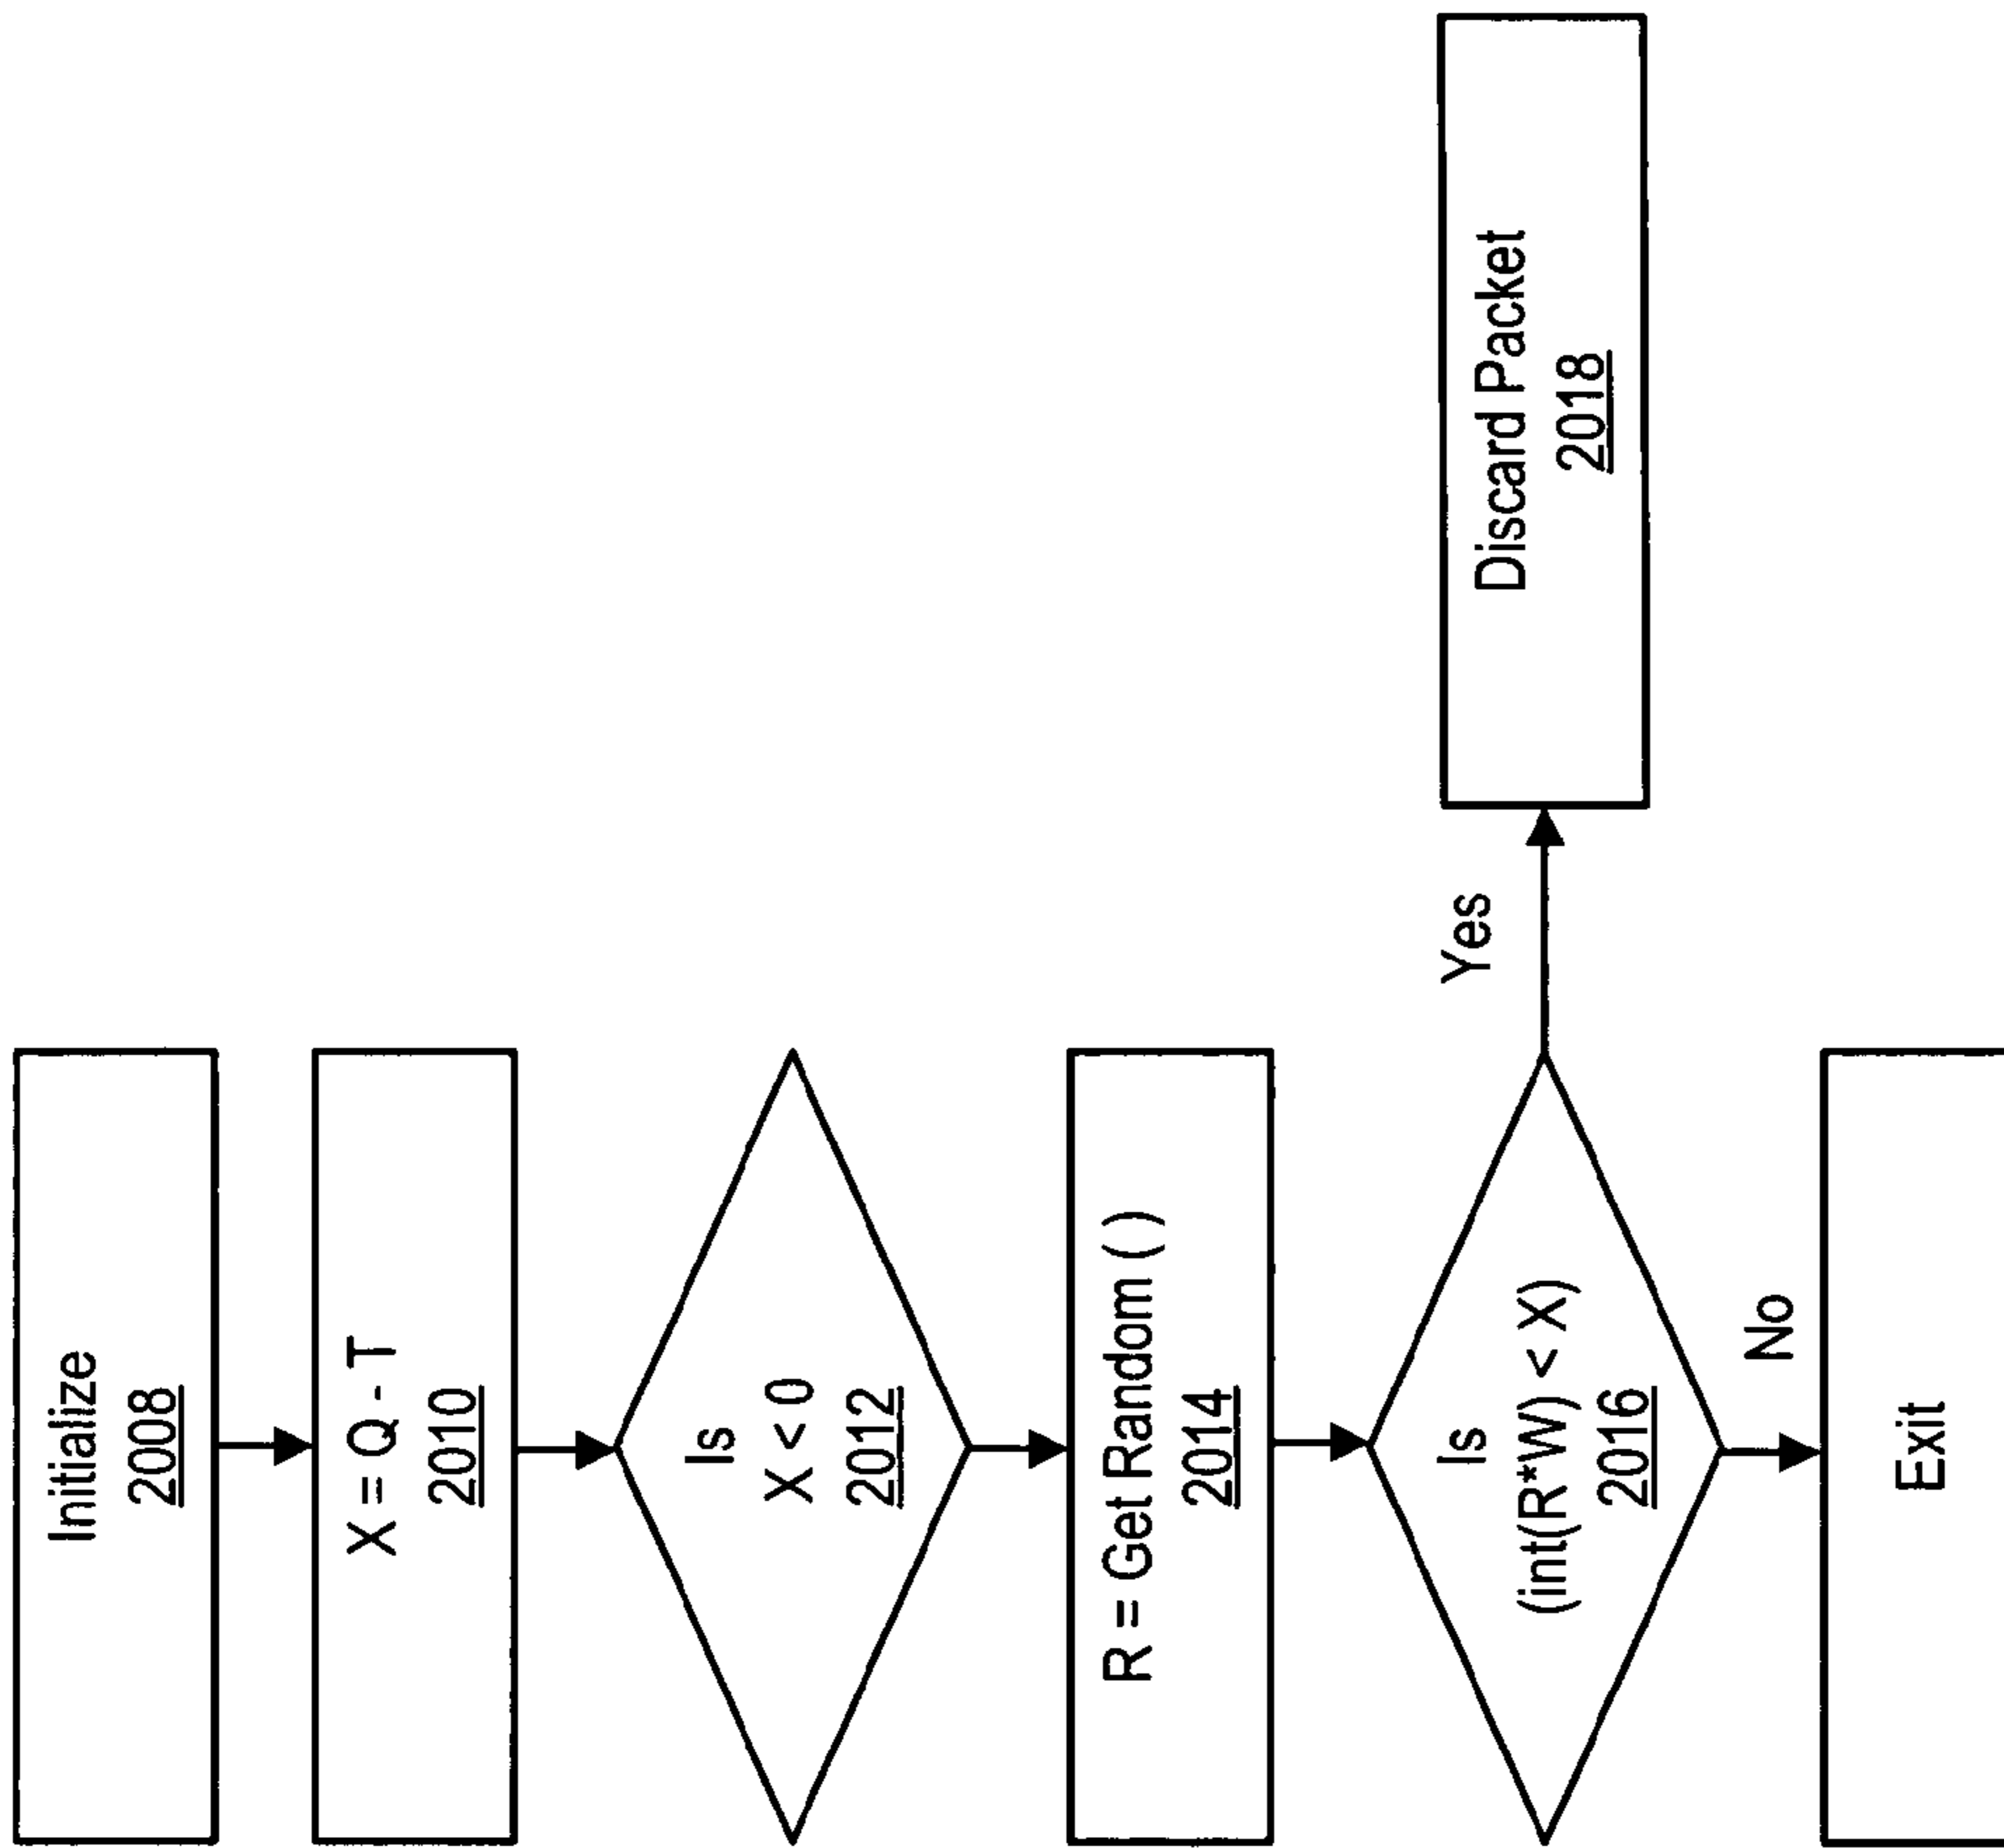 Initialize
2008
X = Q - T
2010
Is
X < 0
2012
R = Get Random ( )
2014
Is
(int(R*W) < X)
2016
Yes
Discard Packet
2018
No
Exit